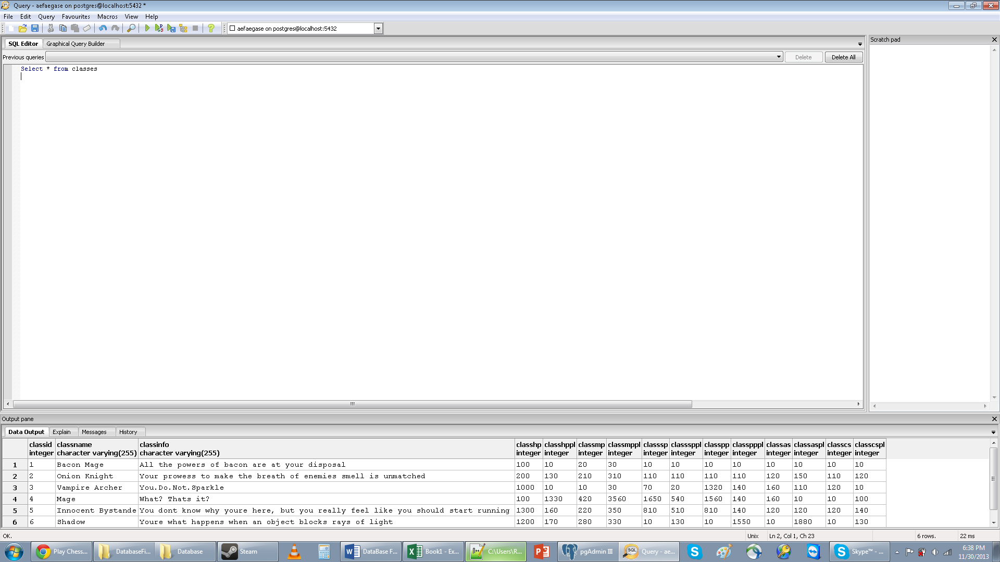 Query - aefaegase on postgres@localhost:5432 *
File Edit Query Favourites Macros View Help
aefaegase on postgres@localhost:5432
SQL Editor Graphical Query Builder
Scratch pad
Previous queries Delete Delete All
Select * from classes
Output pane
Data Output Explain Messages History
classid classname classinfo classhp classhppl classmp classmppl classsp classsppl classpp classpppl classas classaspl classcs classcspl
integer character varying(255) character varying(255) integer integer integer integer integer integer integer integer integer integer integer integer
1 1 Bacon Mage All the powers of bacon are at your disposal 100 10 20 30 10 10 10 10 10 10 10 10
2 2 Onion Knight Your prowess to make the breath of enemies smell is unmatched 200 130 210 310 110 110 110 110 120 150 110 120
3 3 Vampire Archer You.Do.Not.Sparkle 1000 10 10 30 70 20 1320 140 160 110 120 10
4 4 Mage What? Thats it? 100 1330 420 3560 1650 540 1560 140 160 10 10 100
5 5 Innocent Bystande You dont know why youre here, but you really feel like you should start running 1300 160 220 350 810 510 810 140 120 120 120 140
6 6 Shadow Youre what happens when an object blocks rays of light 1200 170 280 330 10 130 10 1550 10 1880 10 130
OK. Unix Ln 2, Col 1, Ch 23 6 rows. 22 ms
Play Chess... DatabaseFi... Database Steam DataBase F... Book1 - Ex... C:\Users\R... pgAdmin III Query - ae... Skype™ - ... 6:38 PM
11/30/2013